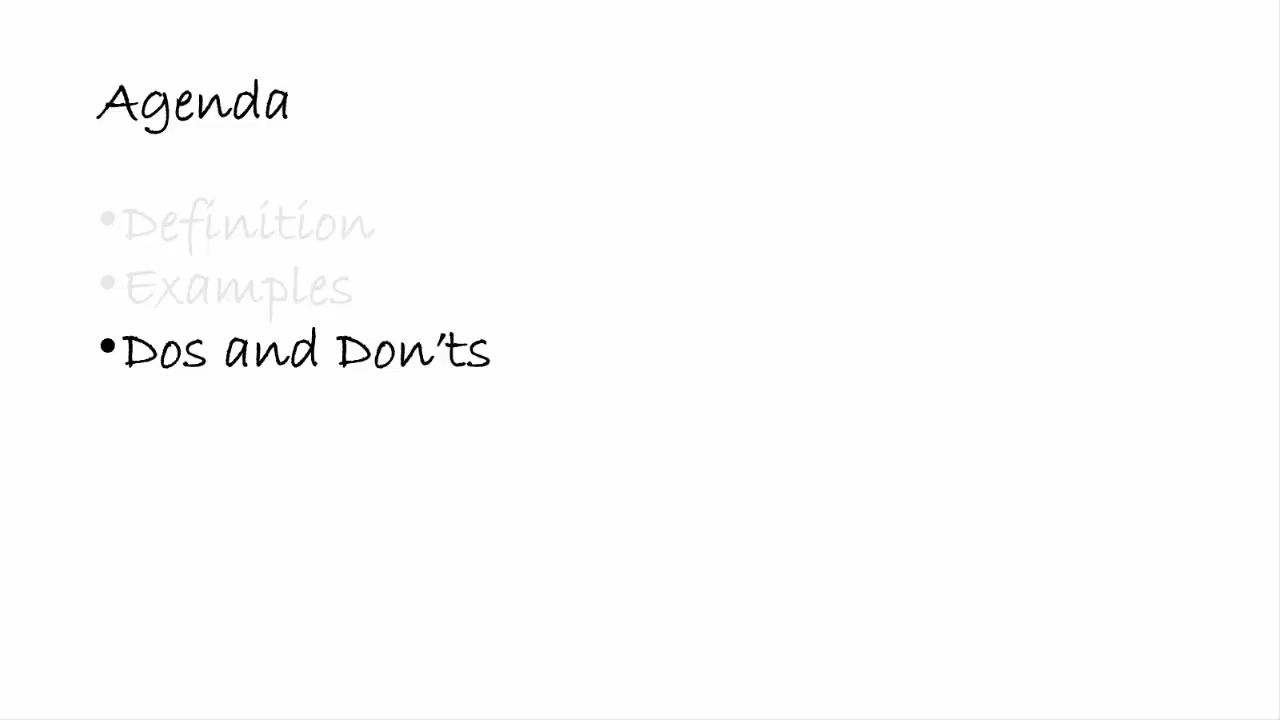 Agenda
•Definition
•Examples
•Dos and Don'ts